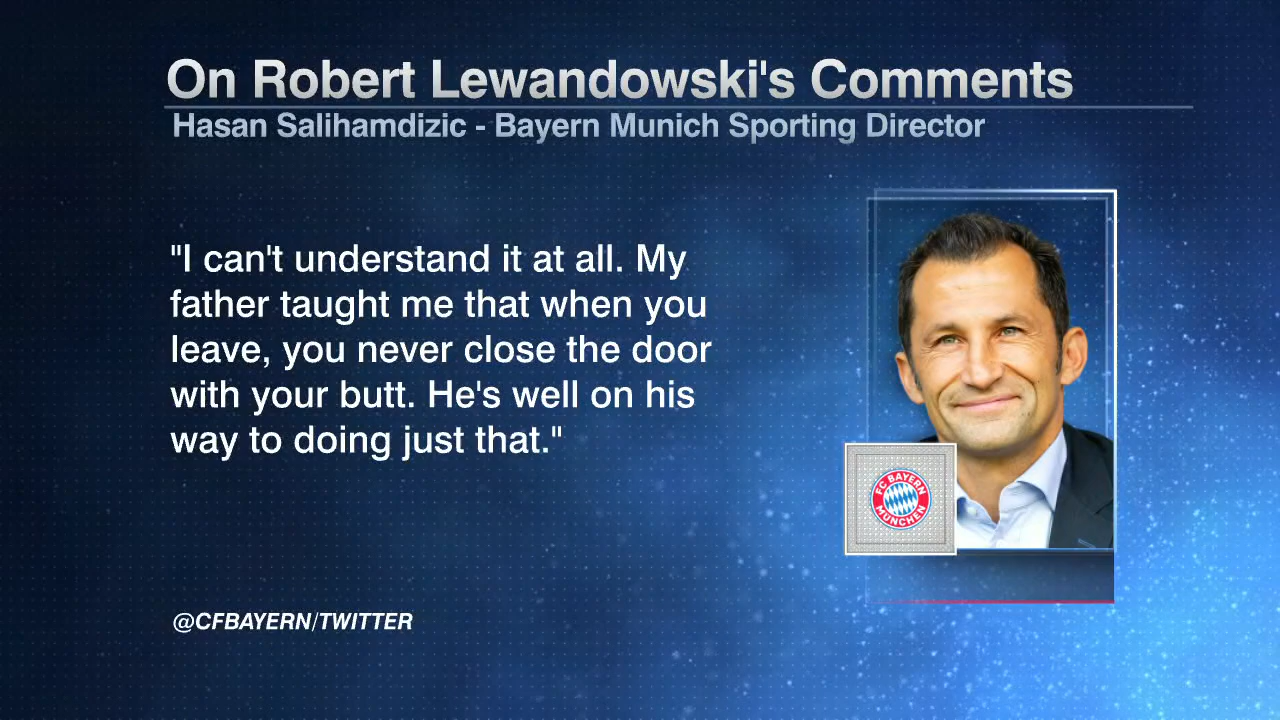 On Robert Lewandowski's Comments
Hasan Salihamdizic - Bayern Munich Sporting Director
"I can't understand it at all. My
father taught me that when you
leave, you never close the door
with your butt. He's well on his
way to doing just that."
FC BAYERN
MÜNCHEN
@CFBAYERN/TWITTER